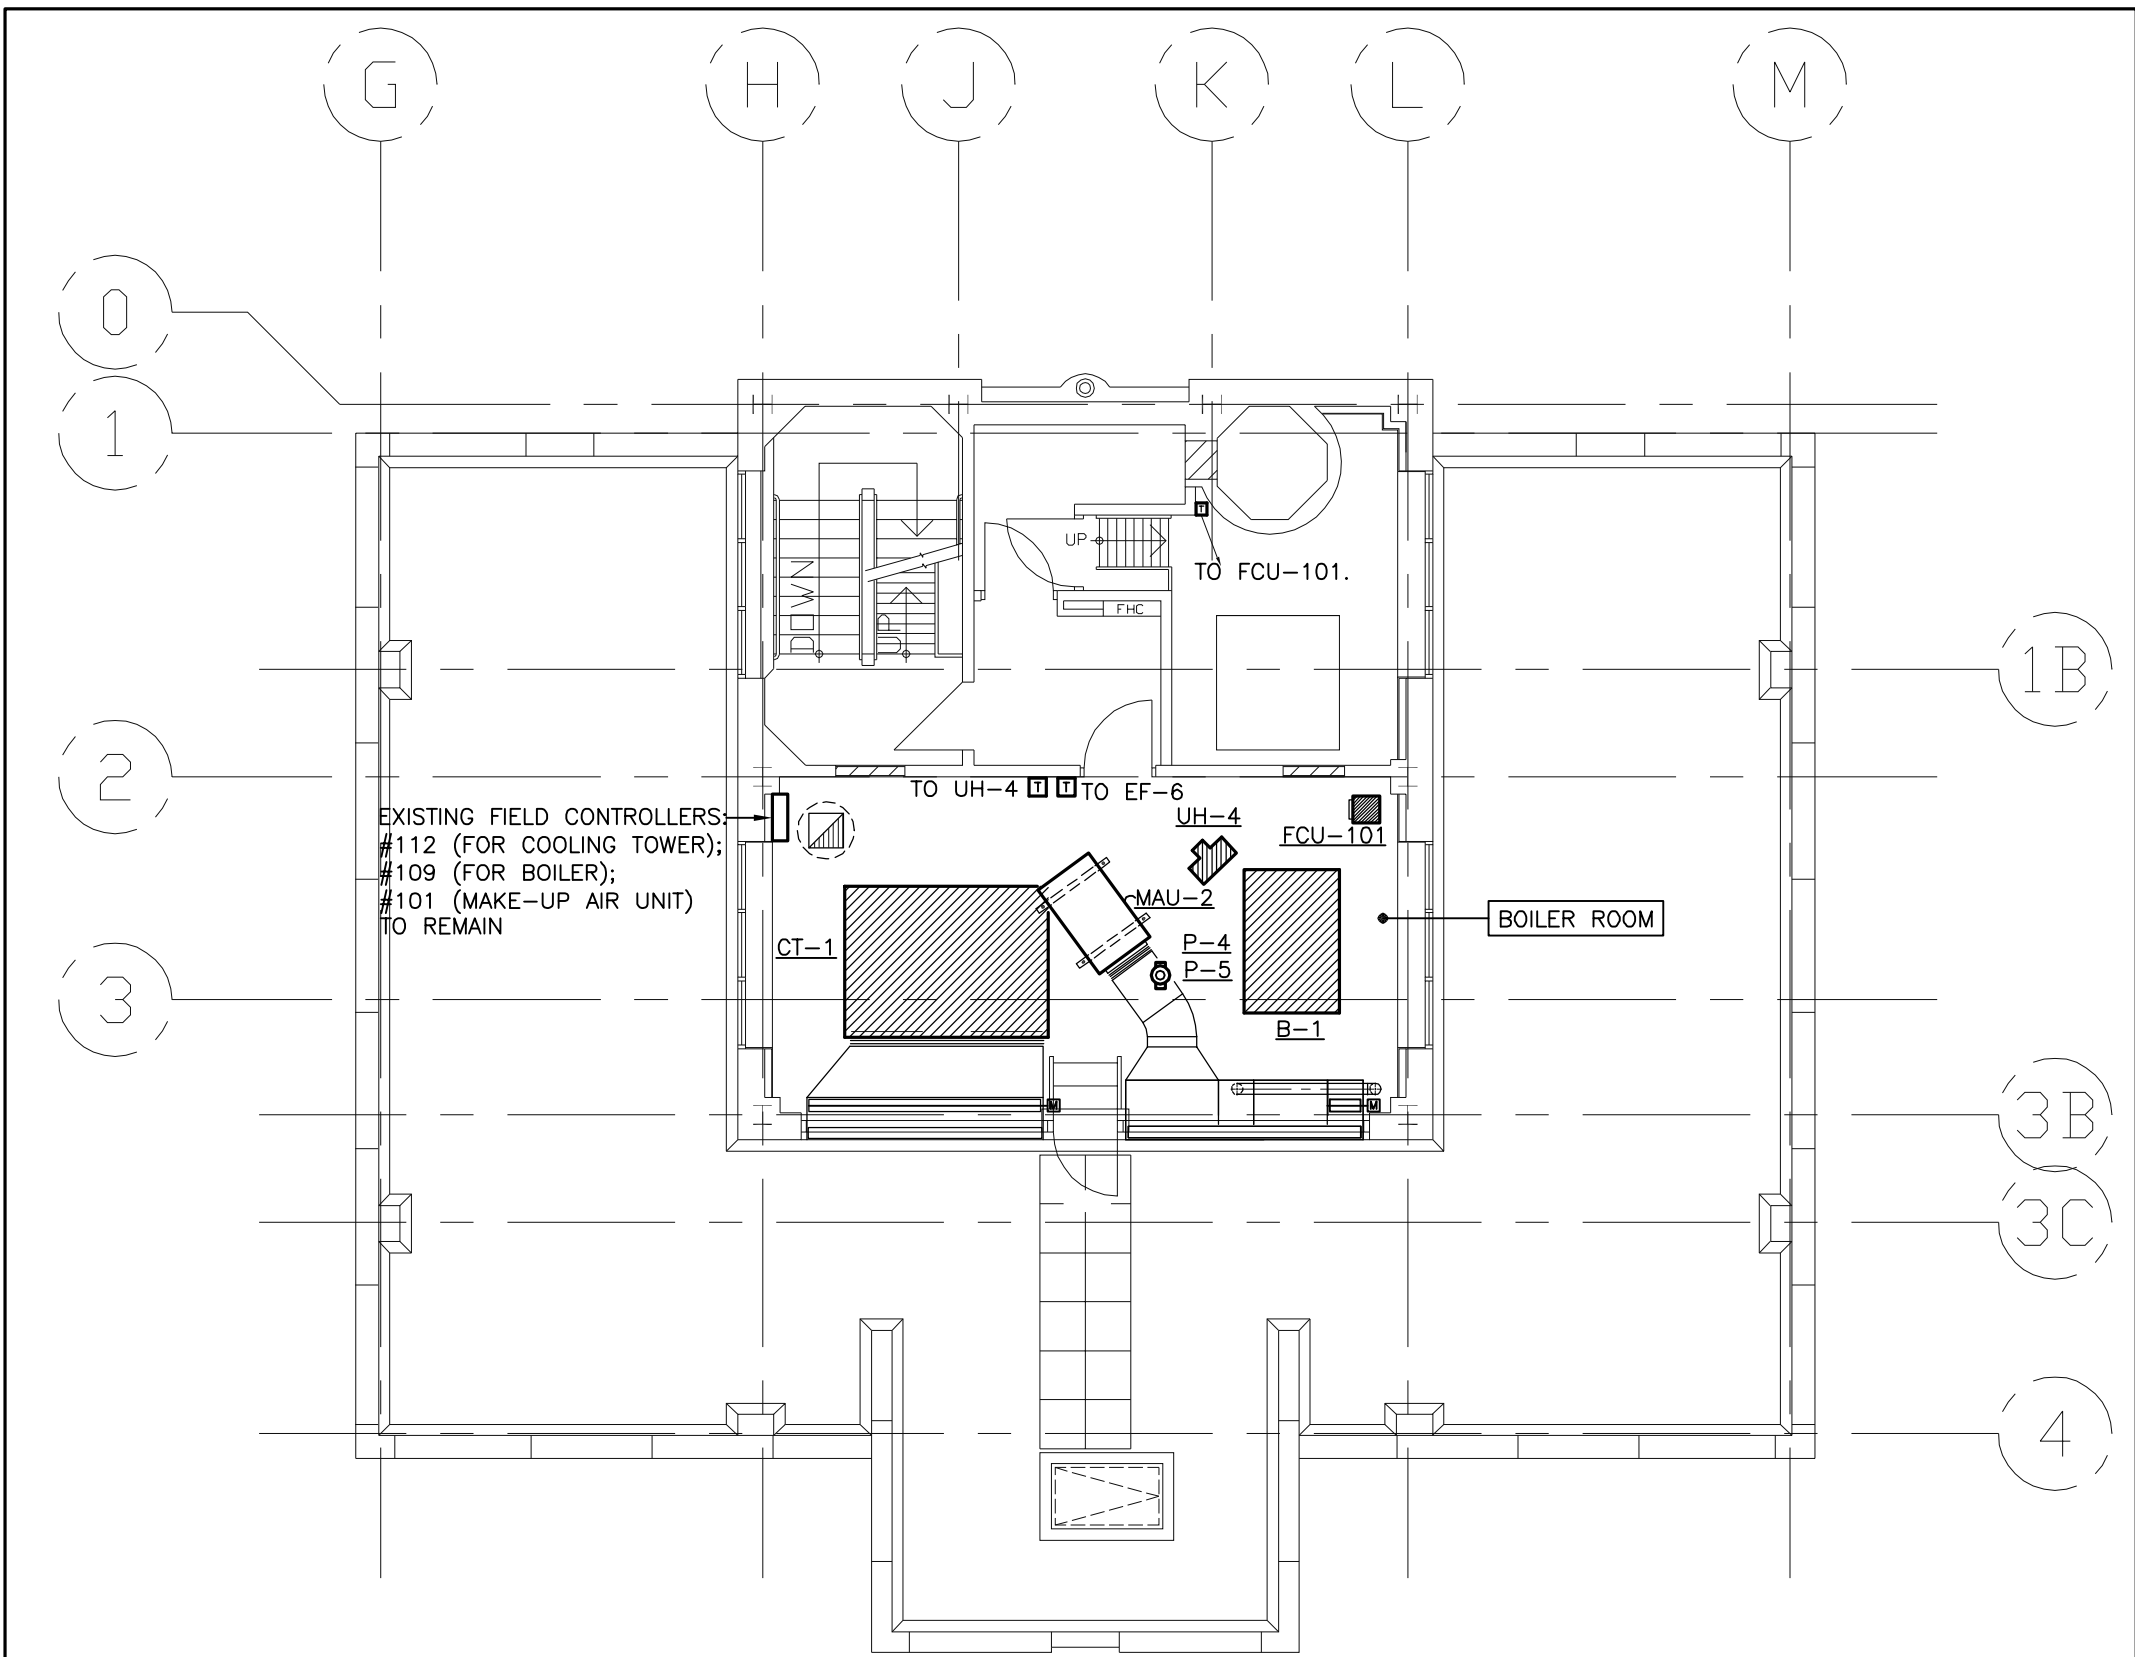 G
H
J
K
L
M
0
1
UP
TO FCU-101.
DOWN
UP
FHC
1B
2
TO UH-4 T T TO EF-6
T
EXISTING FIELD CONTROLLERS:
#112 (FOR COOLING TOWER);
#109 (FOR BOILER);
#101 (MAKE-UP AIR UNIT)
TO REMAIN
UH-4
FCU-101
MAU-2
BOILER ROOM
CT-1
P-4
P-5
3
B-1
M
M
3B
3C
4